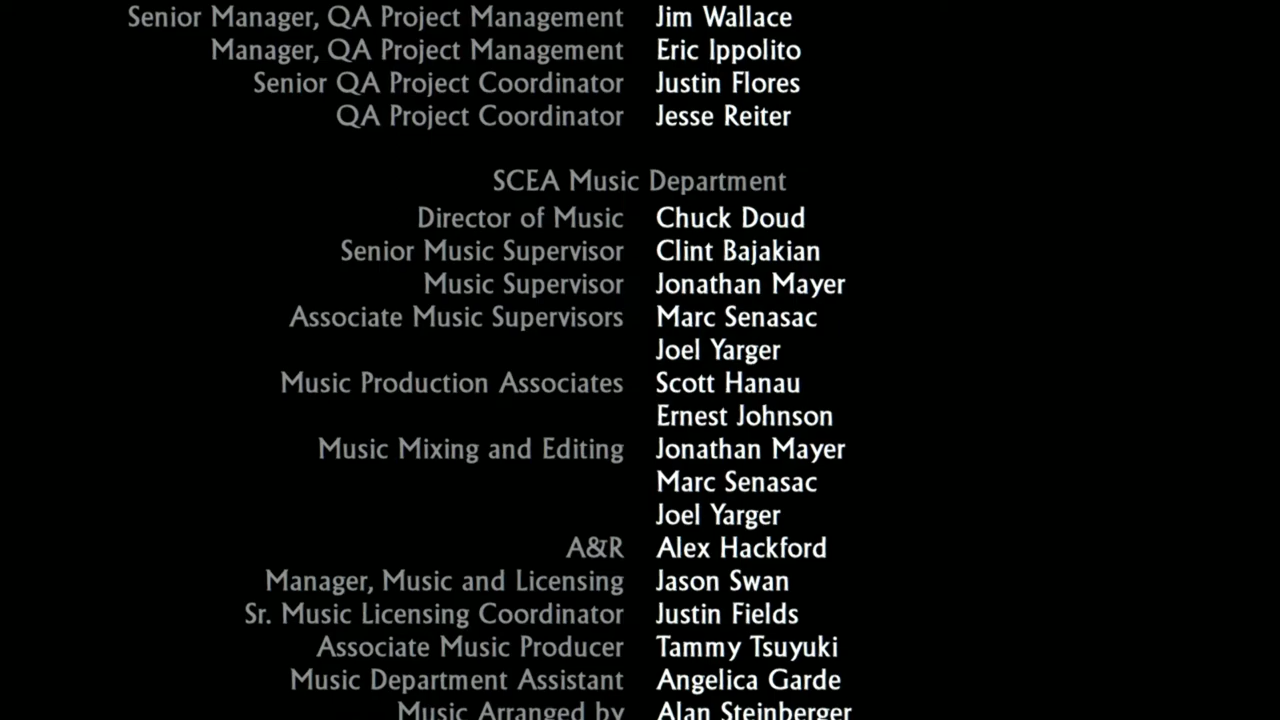 Senior Manager, QA Project Management Jim Wallace
Manager, QA Project Management Eric Ippolito
Senior QA Project Coordinator Justin Flores
QA Project Coordinator Jesse Reiter
SCEA Music Department
Director of Music Chuck Doud
Senior Music Supervisor Clint Bajakian
Music Supervisor Jonathan Mayer
Associate Music Supervisors Marc Senasac
Joel Yarger
Music Production Associates Scott Hanau
Ernest Johnson
Music Mixing and Editing Jonathan Mayer
Marc Senasac
Joel Yarger
A&R Alex Hackford
Manager, Music and Licensing Jason Swan
Sr. Music Licensing Coordinator Justin Fields
Associate Music Producer Tammy Tsuyuki
Music Department Assistant Angelica Garde
Music Arranged by Alan Steinberger